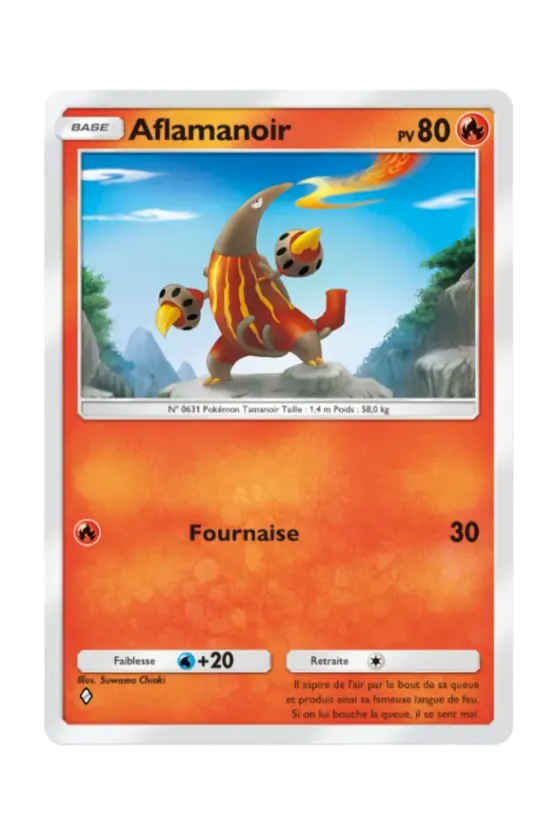 BASE Aflamanoir PV 80
N° 0631 Pokémon Tamanoir Taille : 1,4 m Poids : 58,0 kg
Fournaise 30
Faiblesse +20 Retraite
Illus. Suwama Chiaki
Il aspire de l'air par le bout de sa queue
et produit ainsi sa fameuse langue de feu.
Si on lui bouche la queue, il se sent mal.